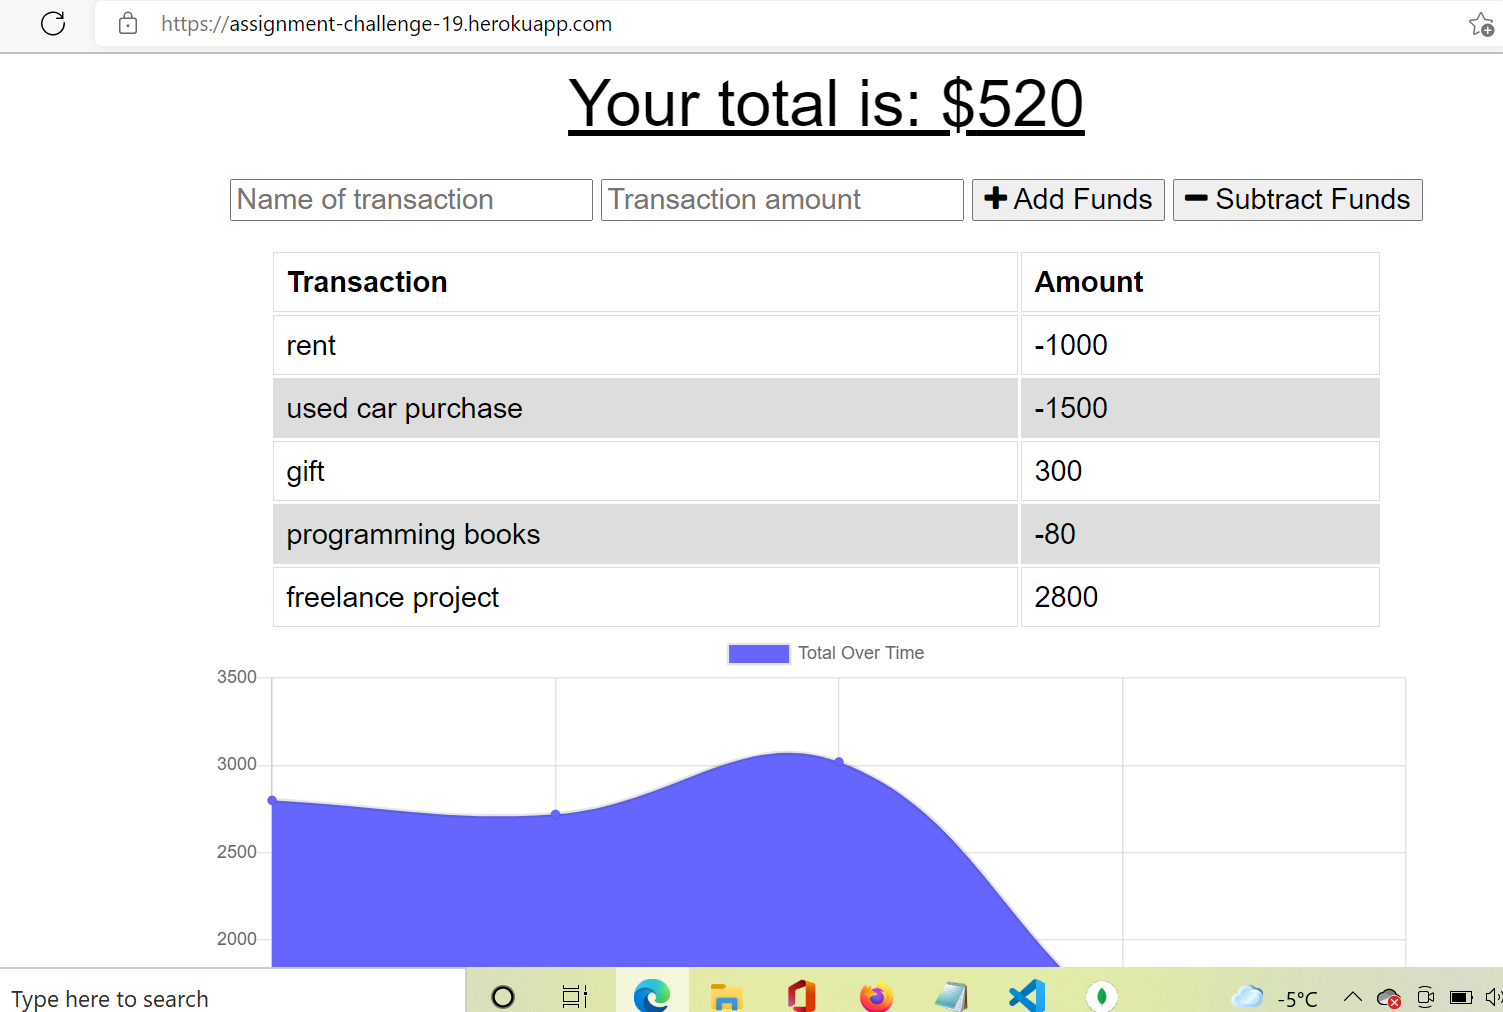 https://assignment-challenge-19.herokuapp.com
Your total is: $520
Name of transaction Transaction amount Add Funds Subtract Funds
Transaction Amount
rent -1000
used car purchase -1500
gift 300
programming books -80
freelance project 2800
Total Over Time
3500
3000
2500
2000
Type here to search -5°C